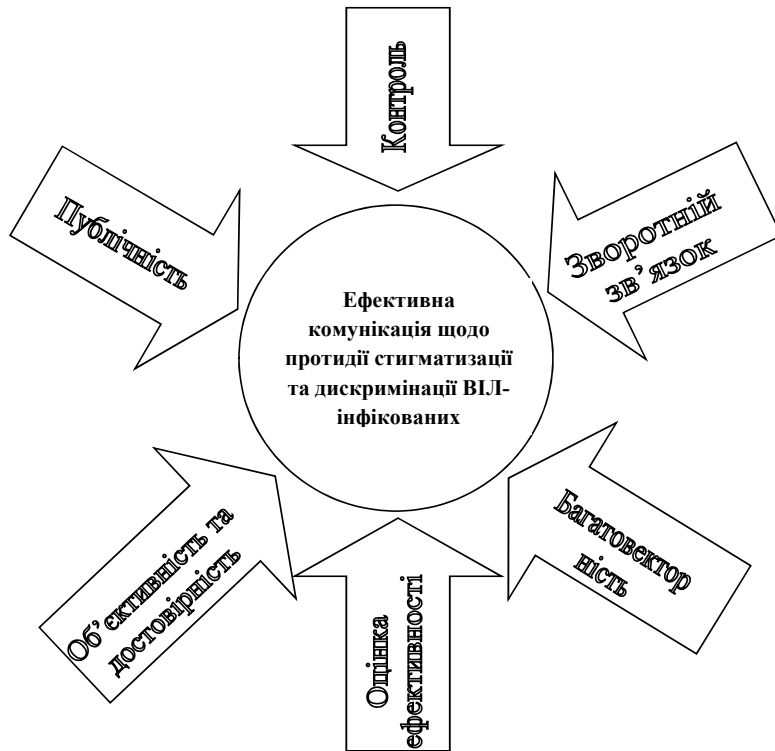 Контроль
Публічність
Зворотній
зв’язок
Ефективна
комунікація щодо
протидії стигматизації
та дискримінації ВІЛ-
інфікованих
Об’єктивність та
достовірність
Оцінка
ефективності
Багатовектор
ність